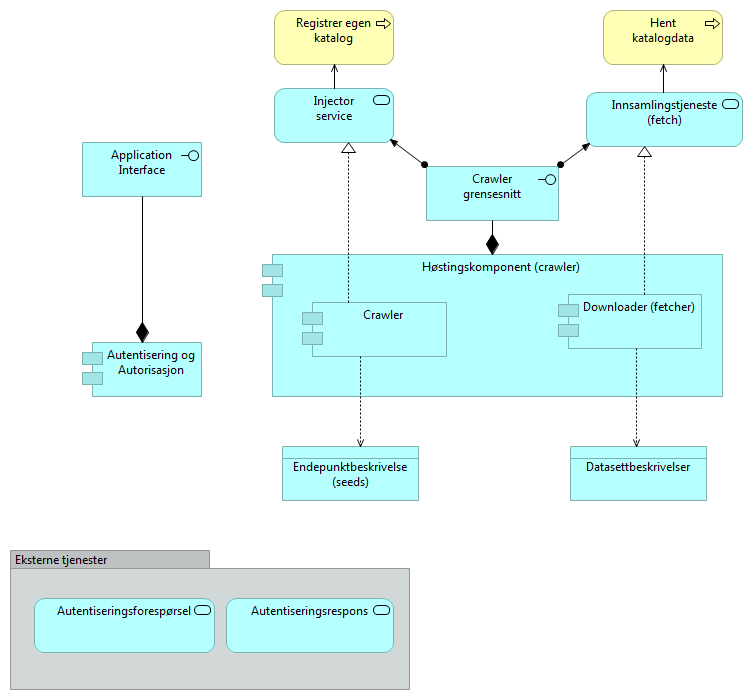 Registrer egen
katalog
Hent
katalogdata
Injector
service
Innsamlingstjeneste
(fetch)
Application
Interface
Crawler
grensesnitt
Høstingskomponent (crawler)
Crawler
Downloader (fetcher)
Autentisering og
Autorisasjon
Endepunktbeskrivelse
(seeds)
Datasettbeskrivelser
Eksterne tjenester
Autentiseringsforespørsel
Autentiseringsrespons